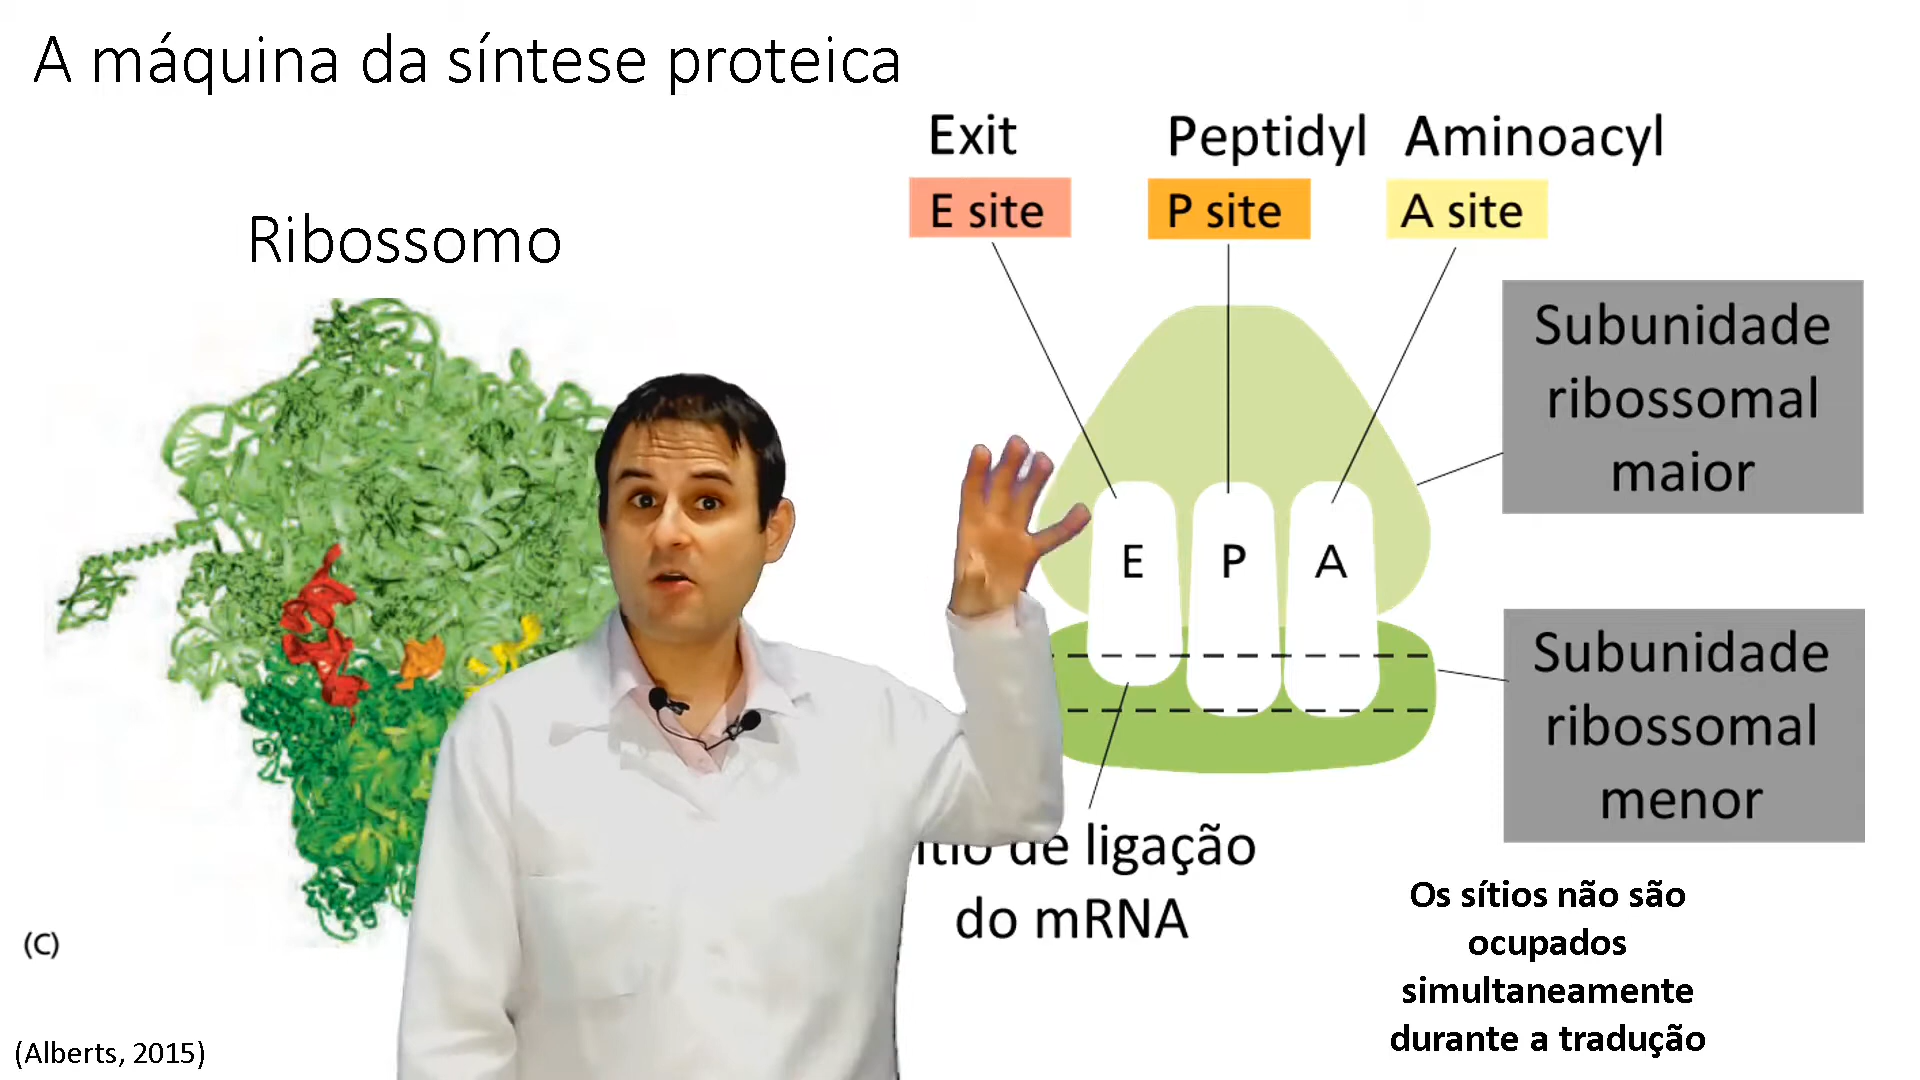 A máquina da síntese proteica
Exit Peptidyl Aminoacyl
E site P site A site
Ribossomo
Subunidade
ribossomal
maior
E P A
Subunidade
ribossomal
menor
de ligação
do mRNA
Os sítios não são
ocupados
simultaneamente
durante a tradução
(C)
(Alberts, 2015)